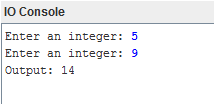 IO Console
Enter an integer: 5
Enter an integer: 9
Output: 14